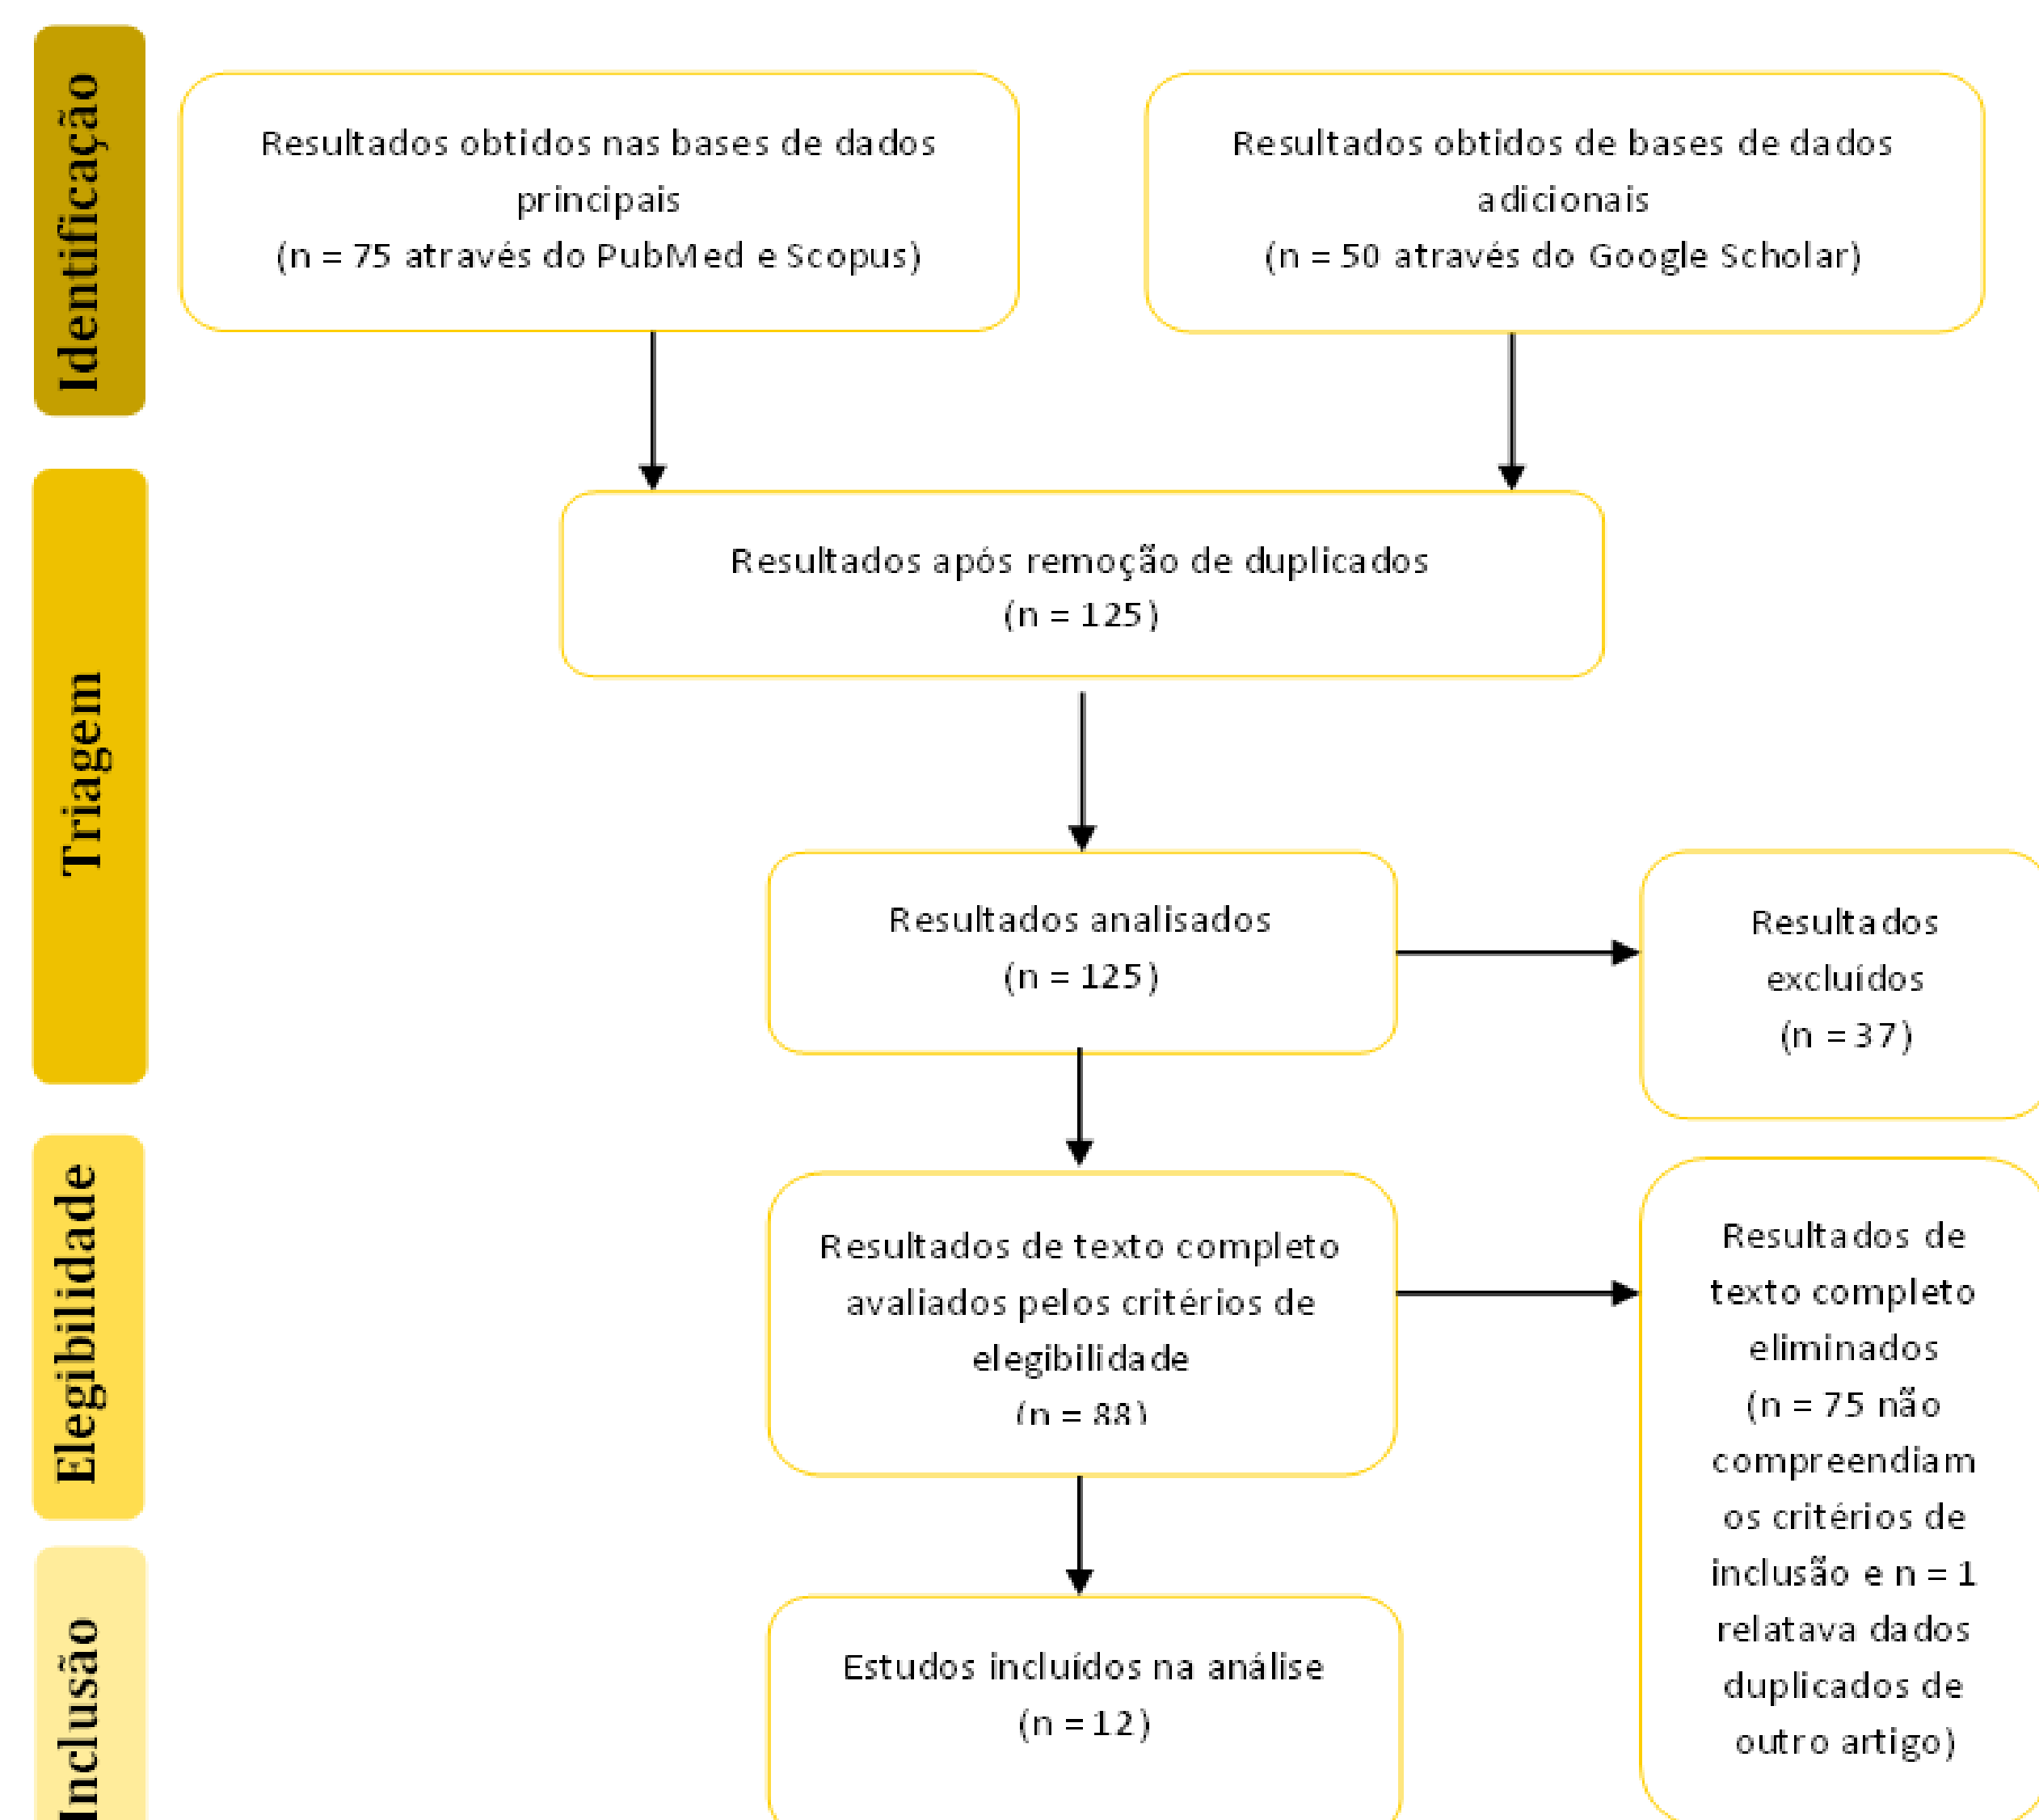 Identificação
Resultados obtidos nas bases de dados
principais
(n = 75 através do PubMed e Scopus)
Resultados obtidos de bases de dados
adicionais
(n = 50 através do Google Scholar)
Triagem
Resultados após remoção de duplicados
(n = 125)
Resultados analisados
(n = 125)
Resultados
excluídos
(n = 37)
Elegibilidade
Resultados de texto completo
avaliados pelos critérios de
elegibilidade
(n = 88)
Resultados de
texto completo
eliminados
(n = 75 não
compreendiam
os critérios de
inclusão e n = 1
relatava dados
duplicados de
outro artigo)
Inclusão
Estudos incluídos na análise
(n = 12)